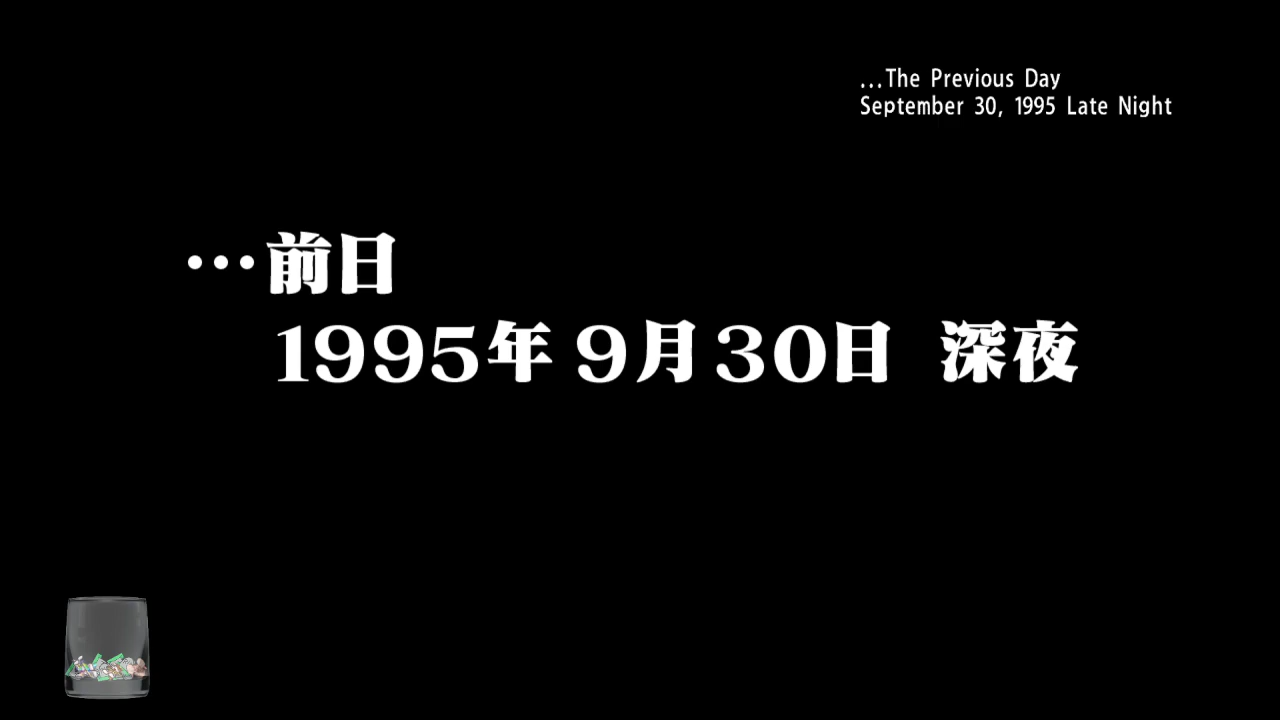 ...The Previous Day
September 30, 1995 Late Night
…前日
1995年9月30日 深夜